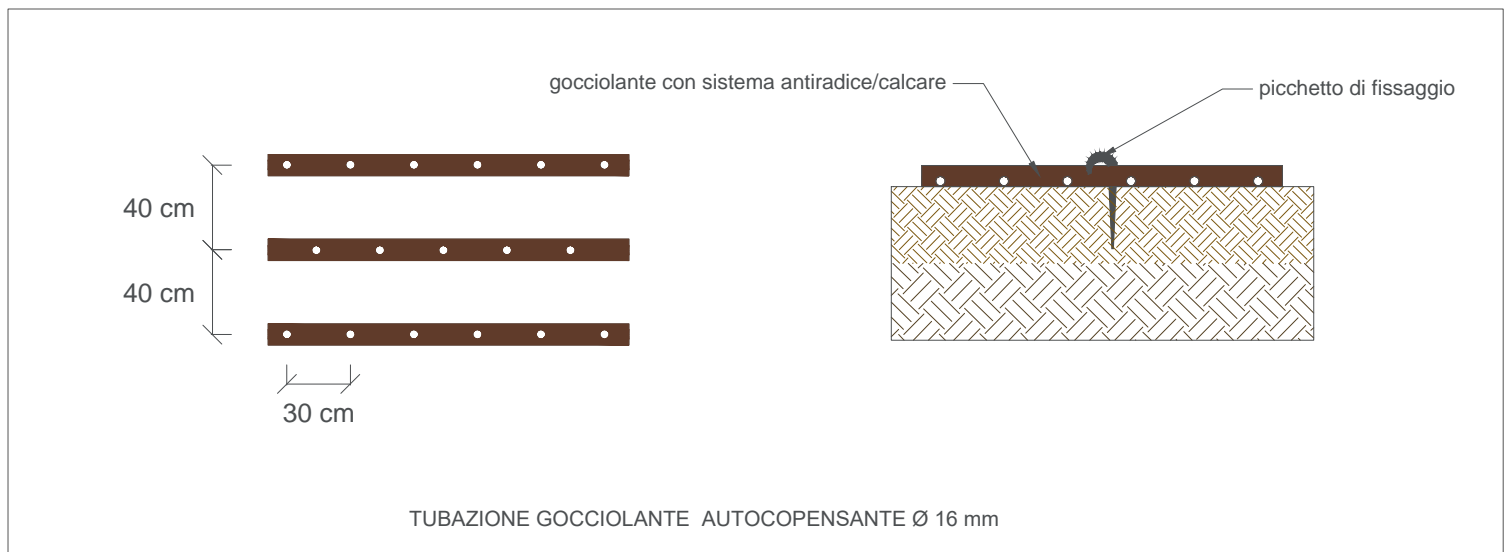 gocciolante con sistema antiradice/calcare
picchetto di fissaggio
40 cm
40 cm
30 cm
TUBAZIONE GOCCIOLANTE AUTOCOPENSANTE Ø 16 mm